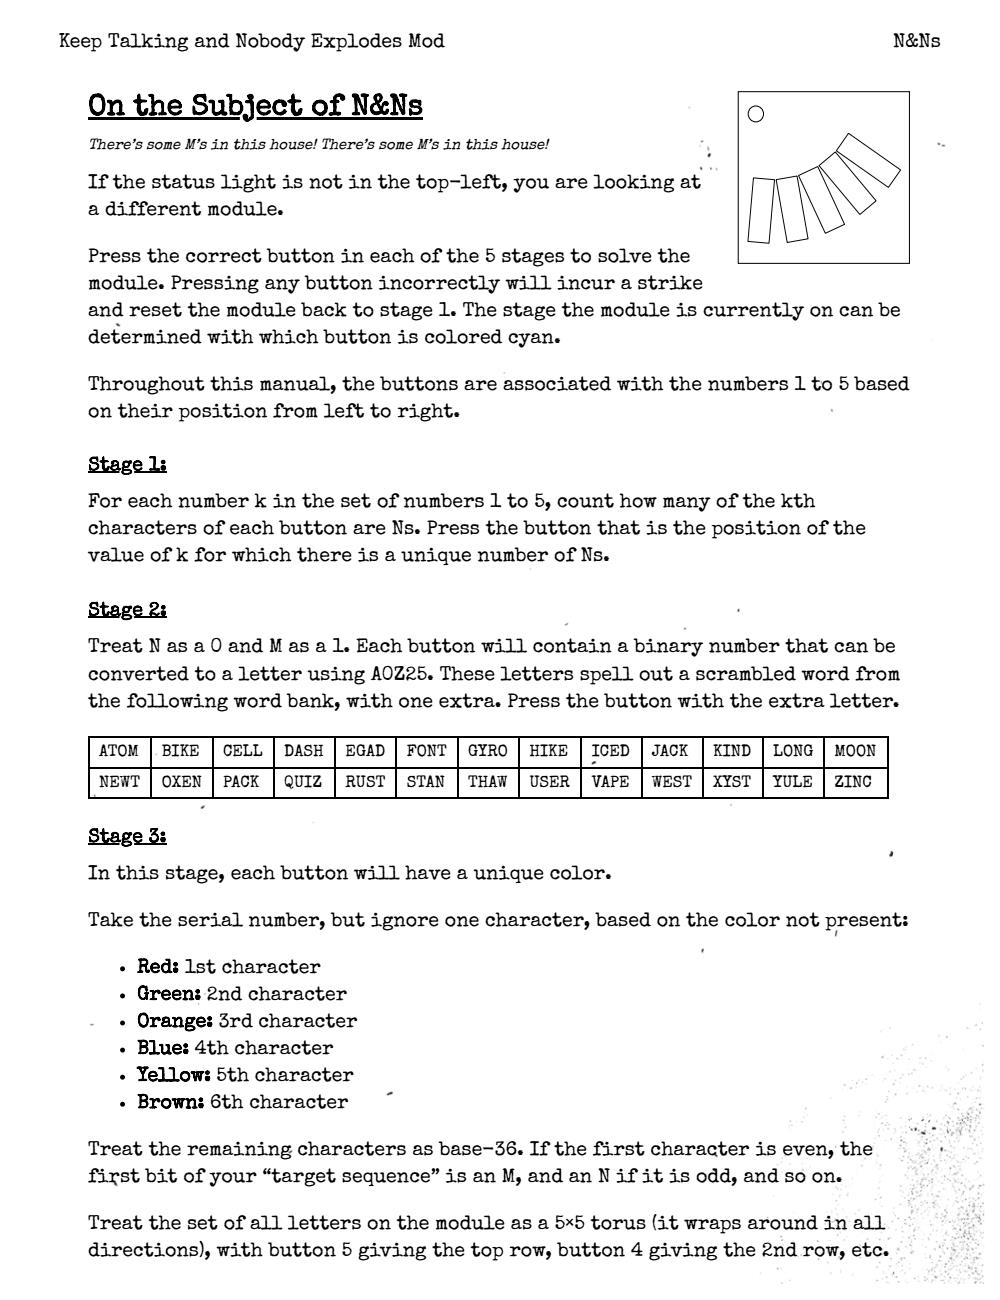 Keep Talking and Nobody Explodes Mod N&Ns
On the Subject of N&Ns
There's some M's in this house! There's some M's in this house!
If the status light is not in the top-left, you are looking at
a different module.
Press the correct button in each of the 5 stages to solve the
module. Pressing any button incorrectly will incur a strike
and reset the module back to stage 1. The stage the module is currently on can be
determined with which button is colored cyan.
Throughout this manual, the buttons are associated with the numbers 1 to 5 based
on their position from left to right.
Stage 1:
For each number k in the set of numbers 1 to 5, count how many of the kth
characters of each button are Ns. Press the button that is the position of the
value of k for which there is a unique number of Ns.
Stage 2:
Treat N as a 0 and M as a 1. Each button will contain a binary number that can be
converted to a letter using A0Z25. These letters spell out a scrambled word from
the following word bank, with one extra. Press the button with the extra letter.
ATOM BIKE CELL DASH EGAD FONT GYRO HIKE ICED JACK KIND LONG MOON
NEWT OXEN PACK QUIZ RUST STAN THAW USER VAPE WEST XYST YULE ZINC
Stage 3:
In this stage, each button will have a unique color.
Take the serial number, but ignore one character, based on the color not present:
• Red: 1st character
• Green: 2nd character
• Orange: 3rd character
• Blue: 4th character
• Yellow: 5th character
• Brown: 6th character
Treat the remaining characters as base-36. If the first character is even, the
first bit of your “target sequence” is an M, and an N if it is odd, and so on.
Treat the set of all letters on the module as a 5×5 torus (it wraps around in all
directions), with button 5 giving the top row, button 4 giving the 2nd row, etc.